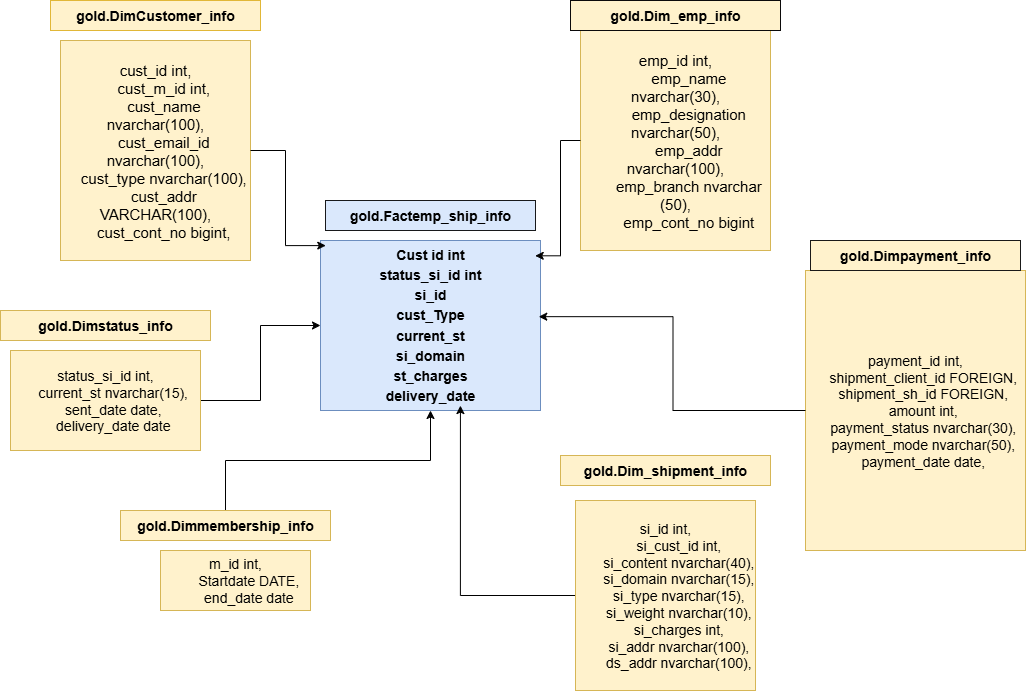 gold.DimCustomer_info
cust_id int,
cust_m_id int,
cust_name
nvarchar(100),
cust_email_id
nvarchar(100),
cust_type nvarchar(100),
cust_addr
VARCHAR(100),
cust_cont_no bigint,
gold.Dim_emp_info
emp_id int,
emp_name
nvarchar(30),
emp_designation
nvarchar(50),
emp_addr
nvarchar(100),
emp_branch nvarchar
(50),
emp_cont_no bigint
gold.Factemp_ship_info
Cust id int
status_si_id int
si_id
cust_Type
current_st
si_domain
st_charges
delivery_date
gold.Dimpayment_info
payment_id int,
shipment_client_id FOREIGN,
shipment_sh_id FOREIGN,
amount int,
payment_status nvarchar(30),
payment_mode nvarchar(50),
payment_date date,
gold.Dimstatus_info
status_si_id int,
current_st nvarchar(15),
sent_date date,
delivery_date date
gold.Dimmembership_info
m_id int,
Startdate DATE,
end_date date
gold.Dim_shipment_info
si_id int,
si_cust_id int,
si_content nvarchar(40),
si_domain nvarchar(15),
si_type nvarchar(15),
si_weight nvarchar(10),
si_charges int,
si_addr nvarchar(100),
ds_addr nvarchar(100),